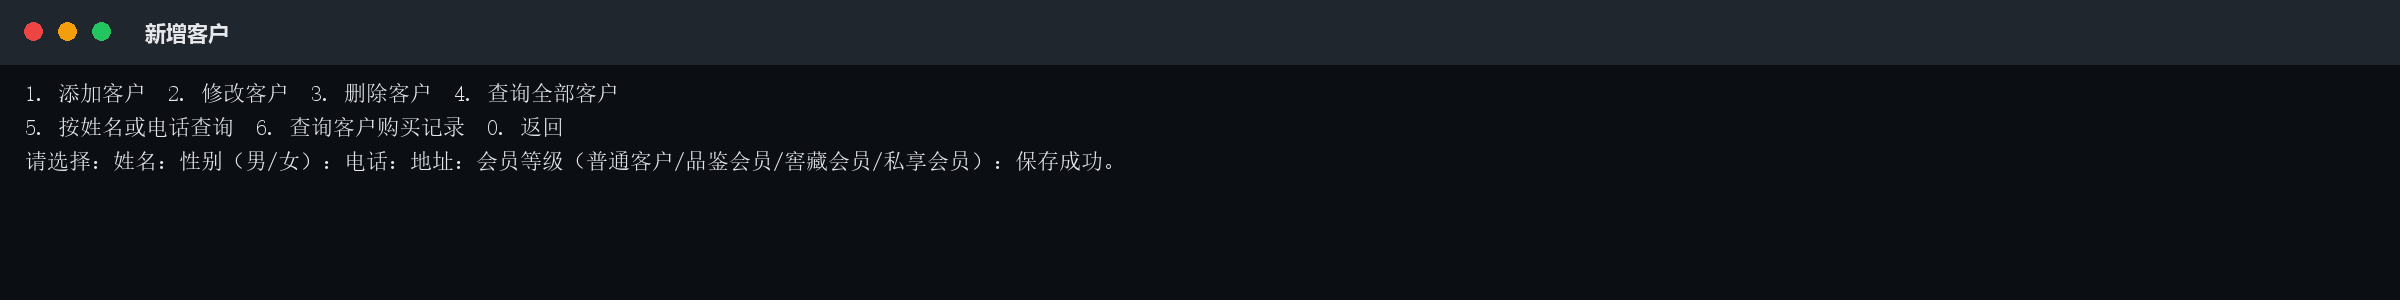 新增客户
1. 添加客户  2. 修改客户  3. 删除客户  4. 查询全部客户
5. 按姓名或电话查询  6. 查询客户购买记录  0. 返回
请选择：姓名：性别（男/女）：电话：地址：会员等级（普通客户/品鉴会员/窖藏会员/私享会员）：保存成功。